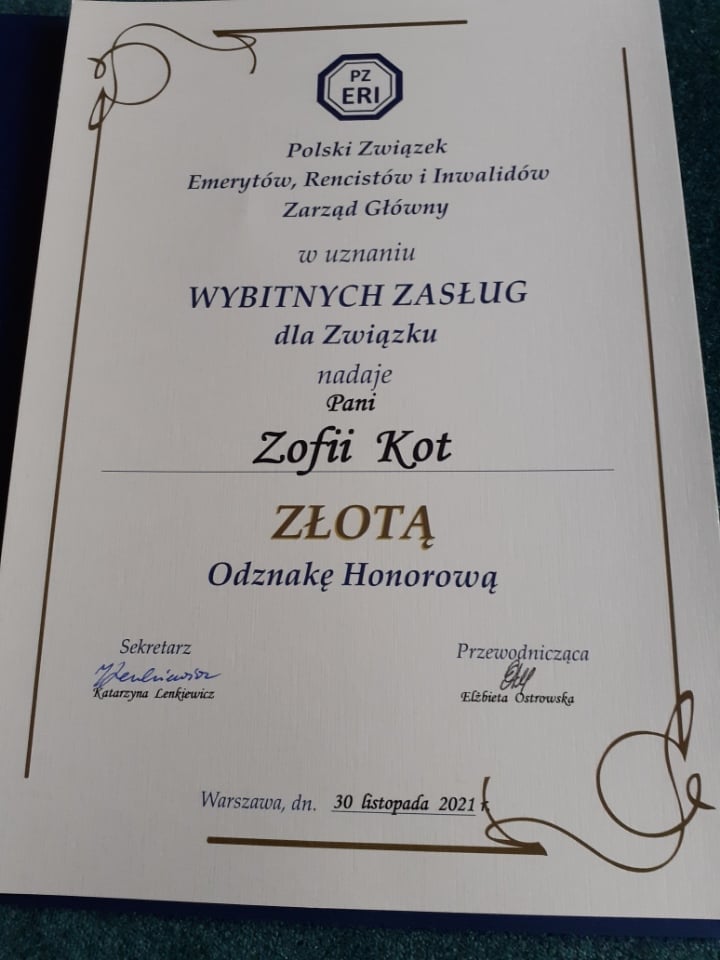 PZ
ERI
Polski Związek
Emerytów, Rencistów i Inwalidów
Zarząd Główny
w uznaniu
WYBITNYCH ZASŁUG
dla Związku
nadaje
Pani
Zofii Kot
ZŁOTĄ
Odznakę Honorową
Sekretarz
Katarzyna Lenkiewicz
Przewodnicząca
Elżbieta Ostrowska
Warszawa, dn. 30 listopada 2021 r.